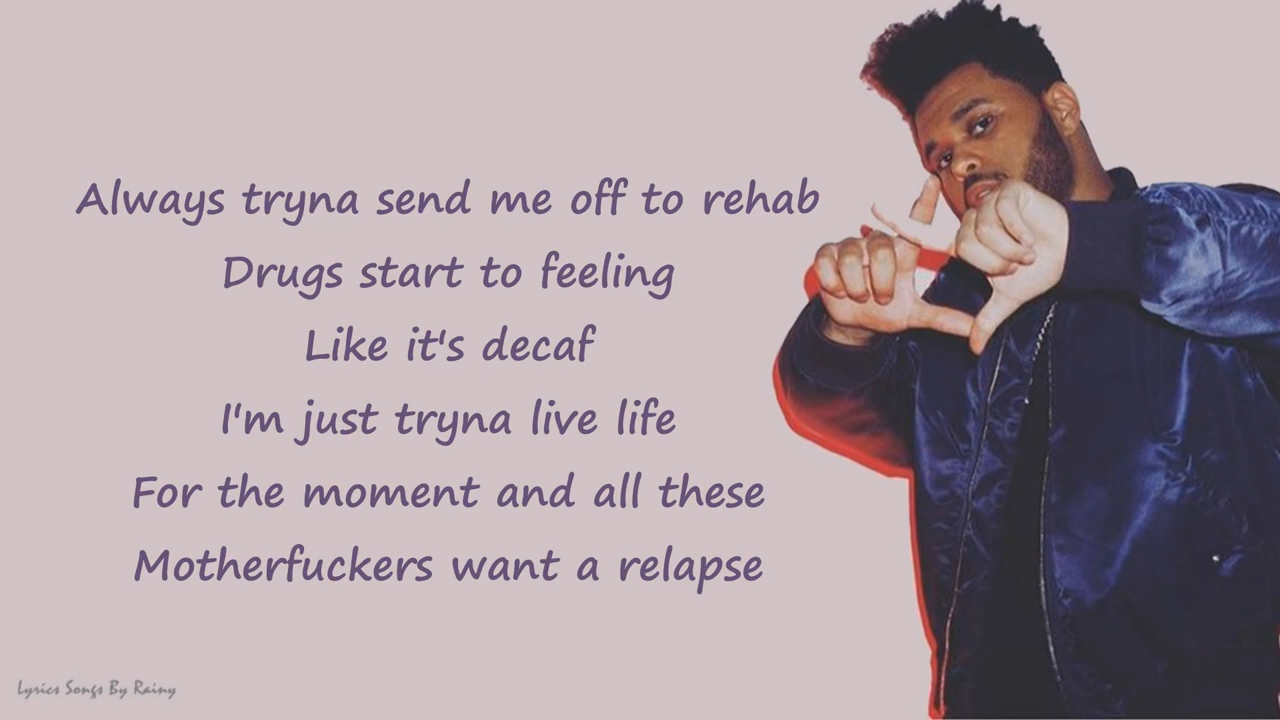 Always tryna send me off to rehab
Drugs start to feeling
Like it's decaf
I'm just tryna live life
For the moment and all these
Motherfuckers want a relapse
Lyrics Songs By Rainy